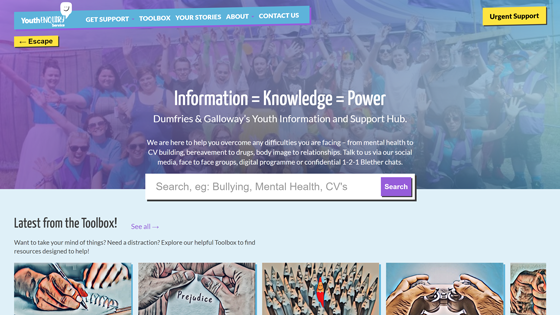 Youth ENQUIRY Service
GET SUPPORT TOOLBOX YOUR STORIES ABOUT CONTACT US
Urgent Support
← Escape
Information = Knowledge = Power
Dumfries & Galloway's Youth Information and Support Hub.
We are here to help you overcome any difficulties you are facing – from mental health to
CV building, bereavement to drugs, body image to relationships. Talk to us via our social
media, face to face groups, digital programme or confidential 1-2-1 Blether chats.
Search, eg: Bullying, Mental Health, CV's
Search
Latest from the Toolbox!
See all →
Want to take your mind of things? Need a distraction? Explore our helpful Toolbox to find
resources designed to help!
Prejudice